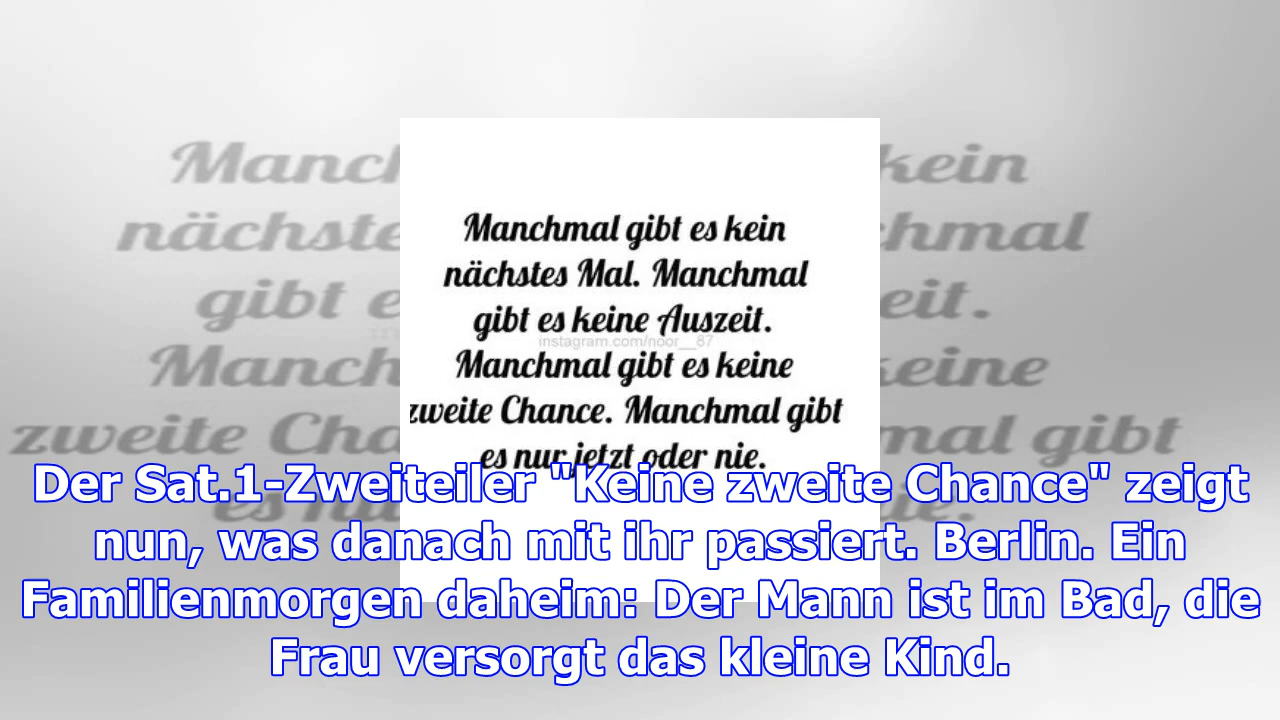 Manchmal gibt es kein
nächstes Mal. Manchmal
gibt es keine Auszeit.
instagram.com/noor__87
Manchmal gibt es keine
zweite Chance. Manchmal gibt
es nur jetzt oder nie.
Der Sat.1-Zweiteiler "Keine zweite Chance" zeigt
nun, was danach mit ihr passiert. Berlin. Ein
Familienmorgen daheim: Der Mann ist im Bad, die
Frau versorgt das kleine Kind.